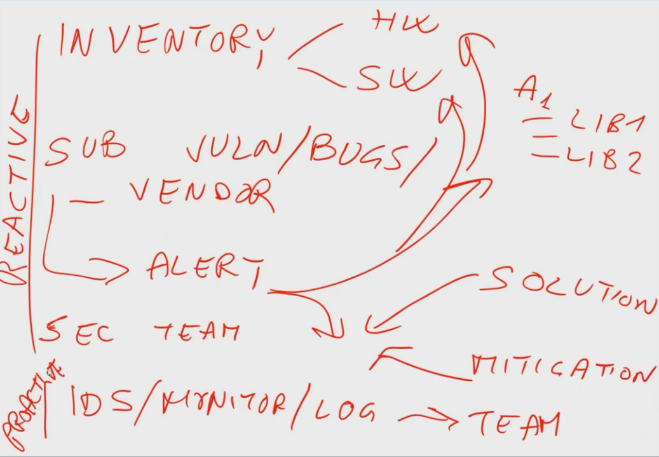 REACTIVE
INVENTORY
HW
SW
A1
LIB1
LIB2
SUB VULN/BUGS/
- VENDOR
ALERT
SOLUTION
SEC TEAM
MITIGATION
PROACTIVE
IDS/MONITOR/LOG → TEAM